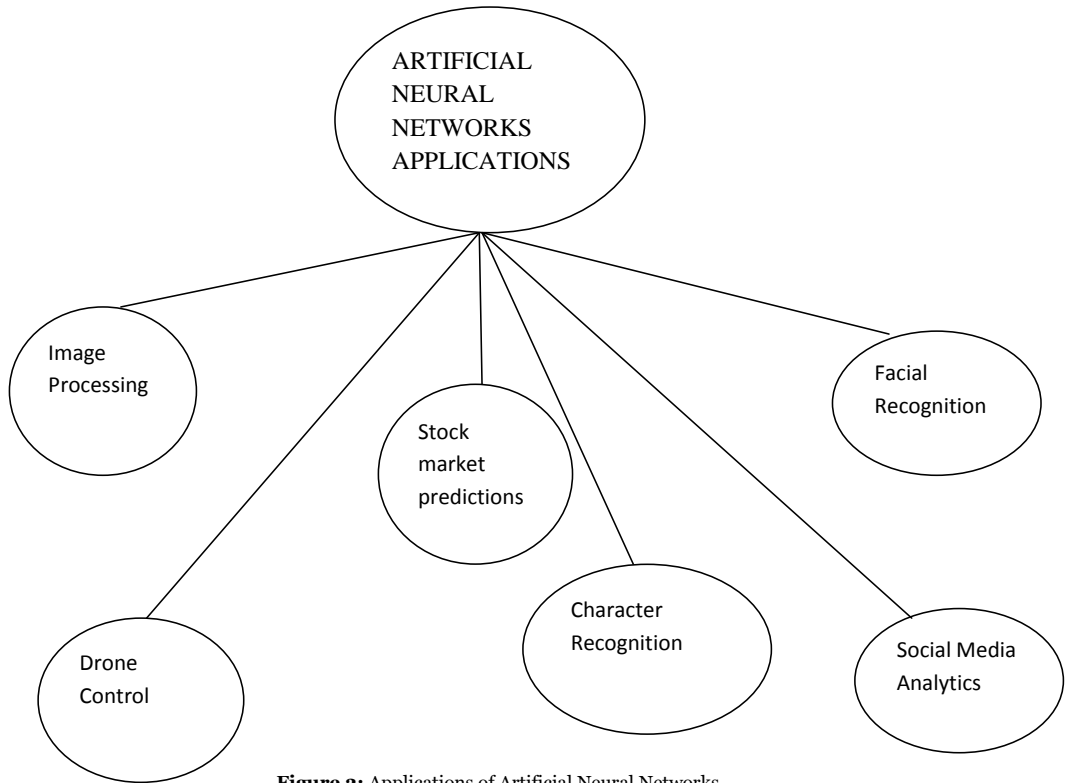 ARTIFICIAL
NEURAL
NETWORKS
APPLICATIONS
Image
Processing
Facial
Recognition
Stock
market
predictions
Character
Recognition
Social Media
Analytics
Drone
Control
Figure : Applications of Artificial Neural Networks